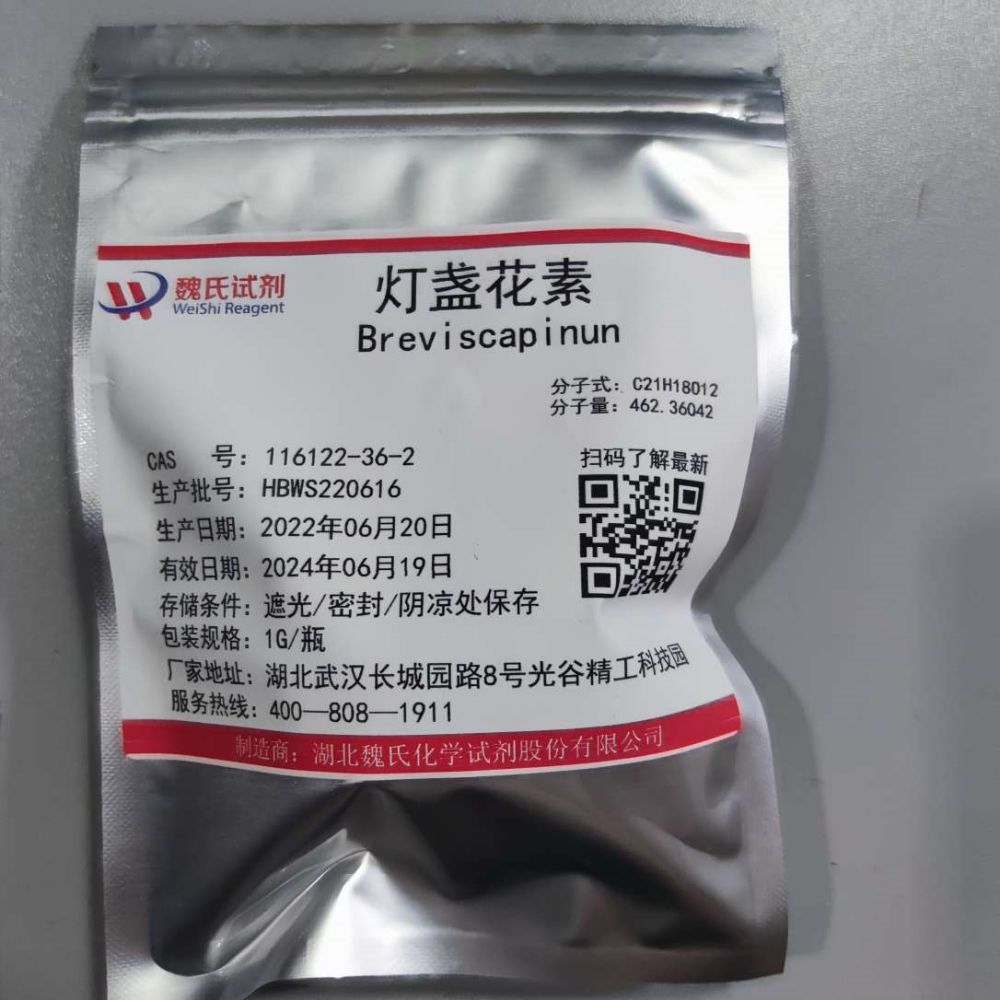 魏氏试剂
WeiShi Reagent
灯盏花素
Breviscapinun
分子式: C21H18O12
分子量: 462.36042
CAS 号: 116122-36-2
生产批号: HBWS220616
生产日期: 2022年06月20日
有效日期: 2024年06月19日
存储条件: 遮光/密封/阴凉处保存
包装规格: 1G/瓶
厂家地址: 湖北武汉长城园路8号光谷精工科技园
服务热线: 400—808—1911
扫码了解最新
制造商: 湖北魏氏化学试剂股份有限公司